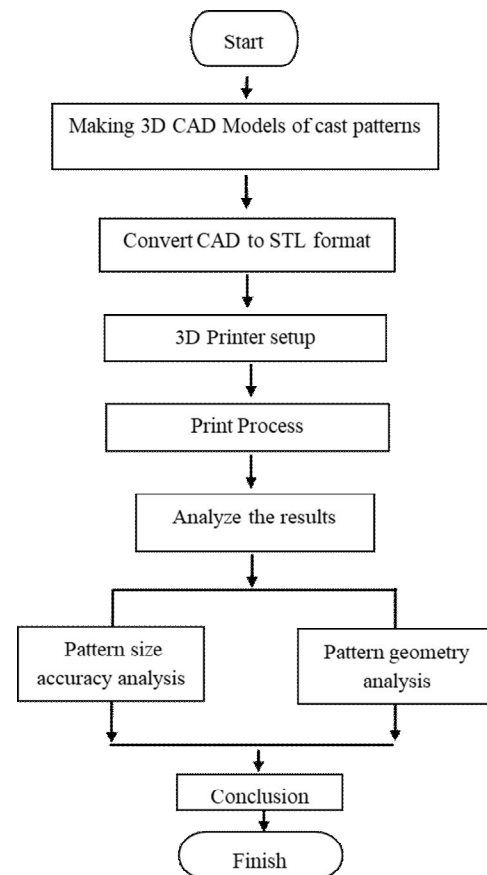 Start
Making 3D CAD Models of cast patterns
Convert CAD to STL format
3D Printer setup
Print Process
Analyze the results
Pattern size
accuracy analysis
Pattern geometry
analysis
Conclusion
Finish